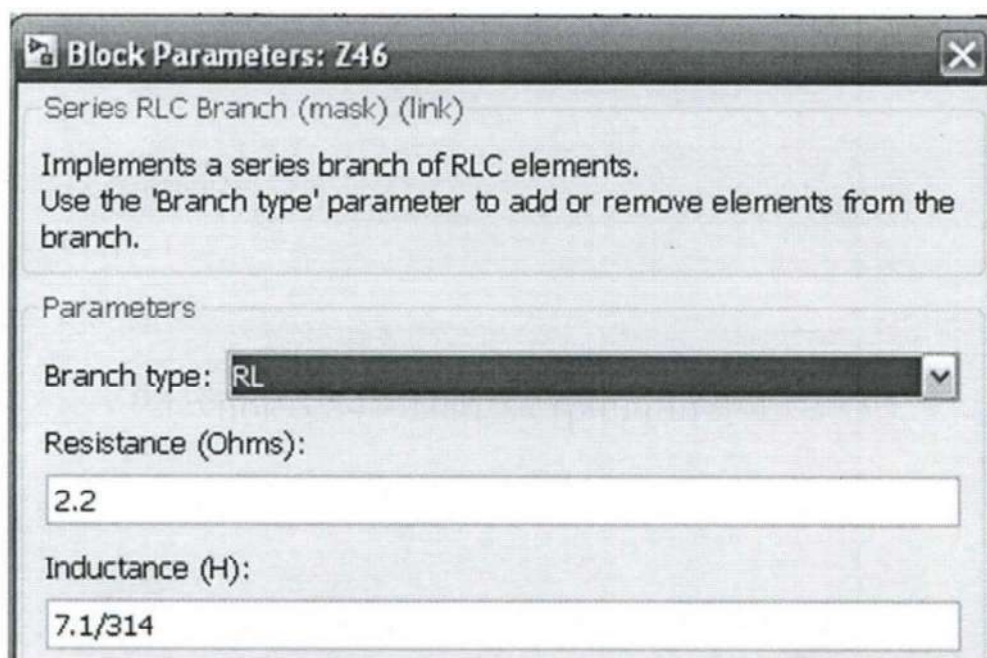 Block Parameters: Z46
Series RLC Branch (mask) (link)
Implements a series branch of RLC elements.
Use the 'Branch type' parameter to add or remove elements from the
branch.
Parameters
Branch type: RL
Resistance (Ohms):
2.2
Inductance (H):
7.1/314